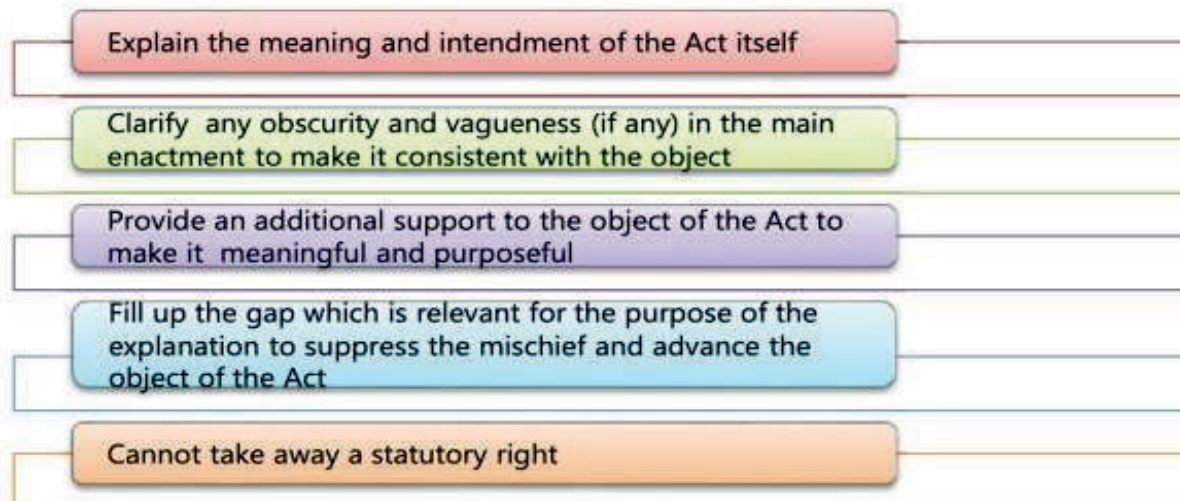 Explain the meaning and intendment of the Act itself
Clarify any obscurity and vagueness (if any) in the main
enactment to make it consistent with the object
Provide an additional support to the object of the Act to
make it meaningful and purposeful
Fill up the gap which is relevant for the purpose of the
explanation to suppress the mischief and advance the
object of the Act
Cannot take away a statutory right